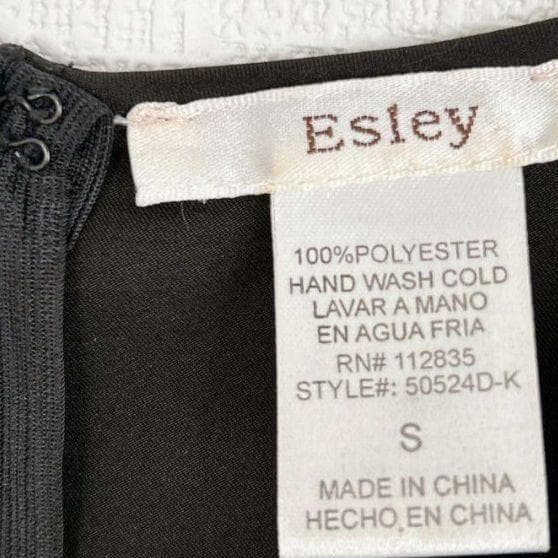 Esley
100%POLYESTER
HAND WASH COLD
LAVAR A MANO
EN AGUA FRIA
RN# 112835
STYLE#: 50524D-K
S
MADE IN CHINA
HECHO EN CHINA